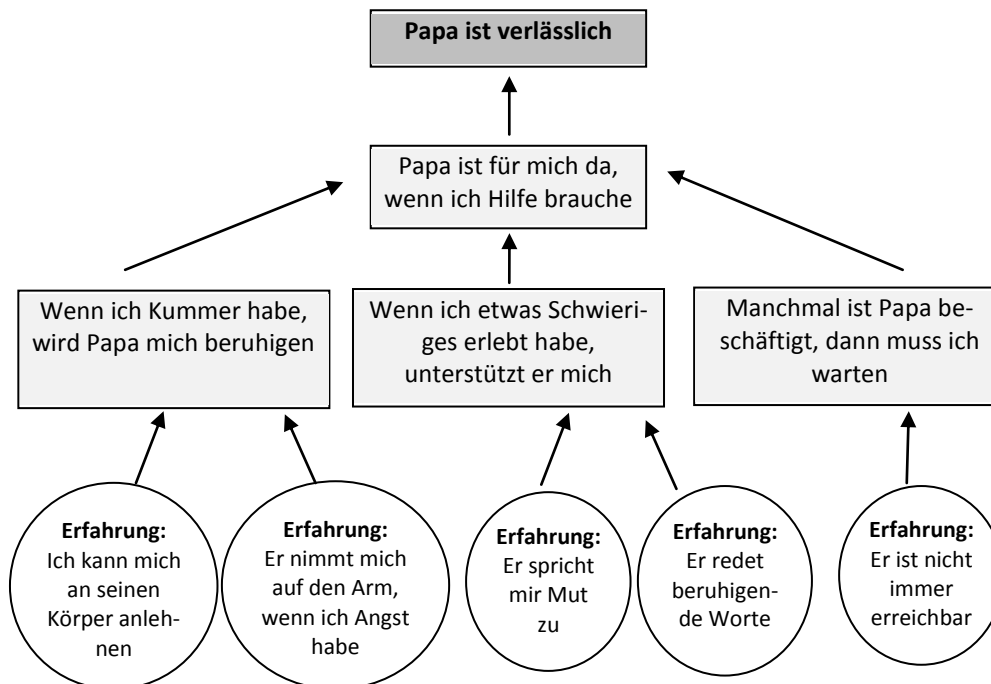 Papa ist verlässlich
Papa ist für mich da,
wenn ich Hilfe brauche
Wenn ich Kummer habe,
wird Papa mich beruhigen
Wenn ich etwas Schwieri-
ges erlebt habe,
unterstützt er mich
Manchmal ist Papa be-
schäftigt, dann muss ich
warten
Erfahrung:
Ich kann mich
an seinen
Körper anleh-
nen
Erfahrung:
Er nimmt mich
auf den Arm,
wenn ich Angst
habe
Erfahrung:
Er spricht
mir Mut
zu
Erfahrung:
Er redet
beruhigen-
de Worte
Erfahrung:
Er ist nicht
immer
erreichbar